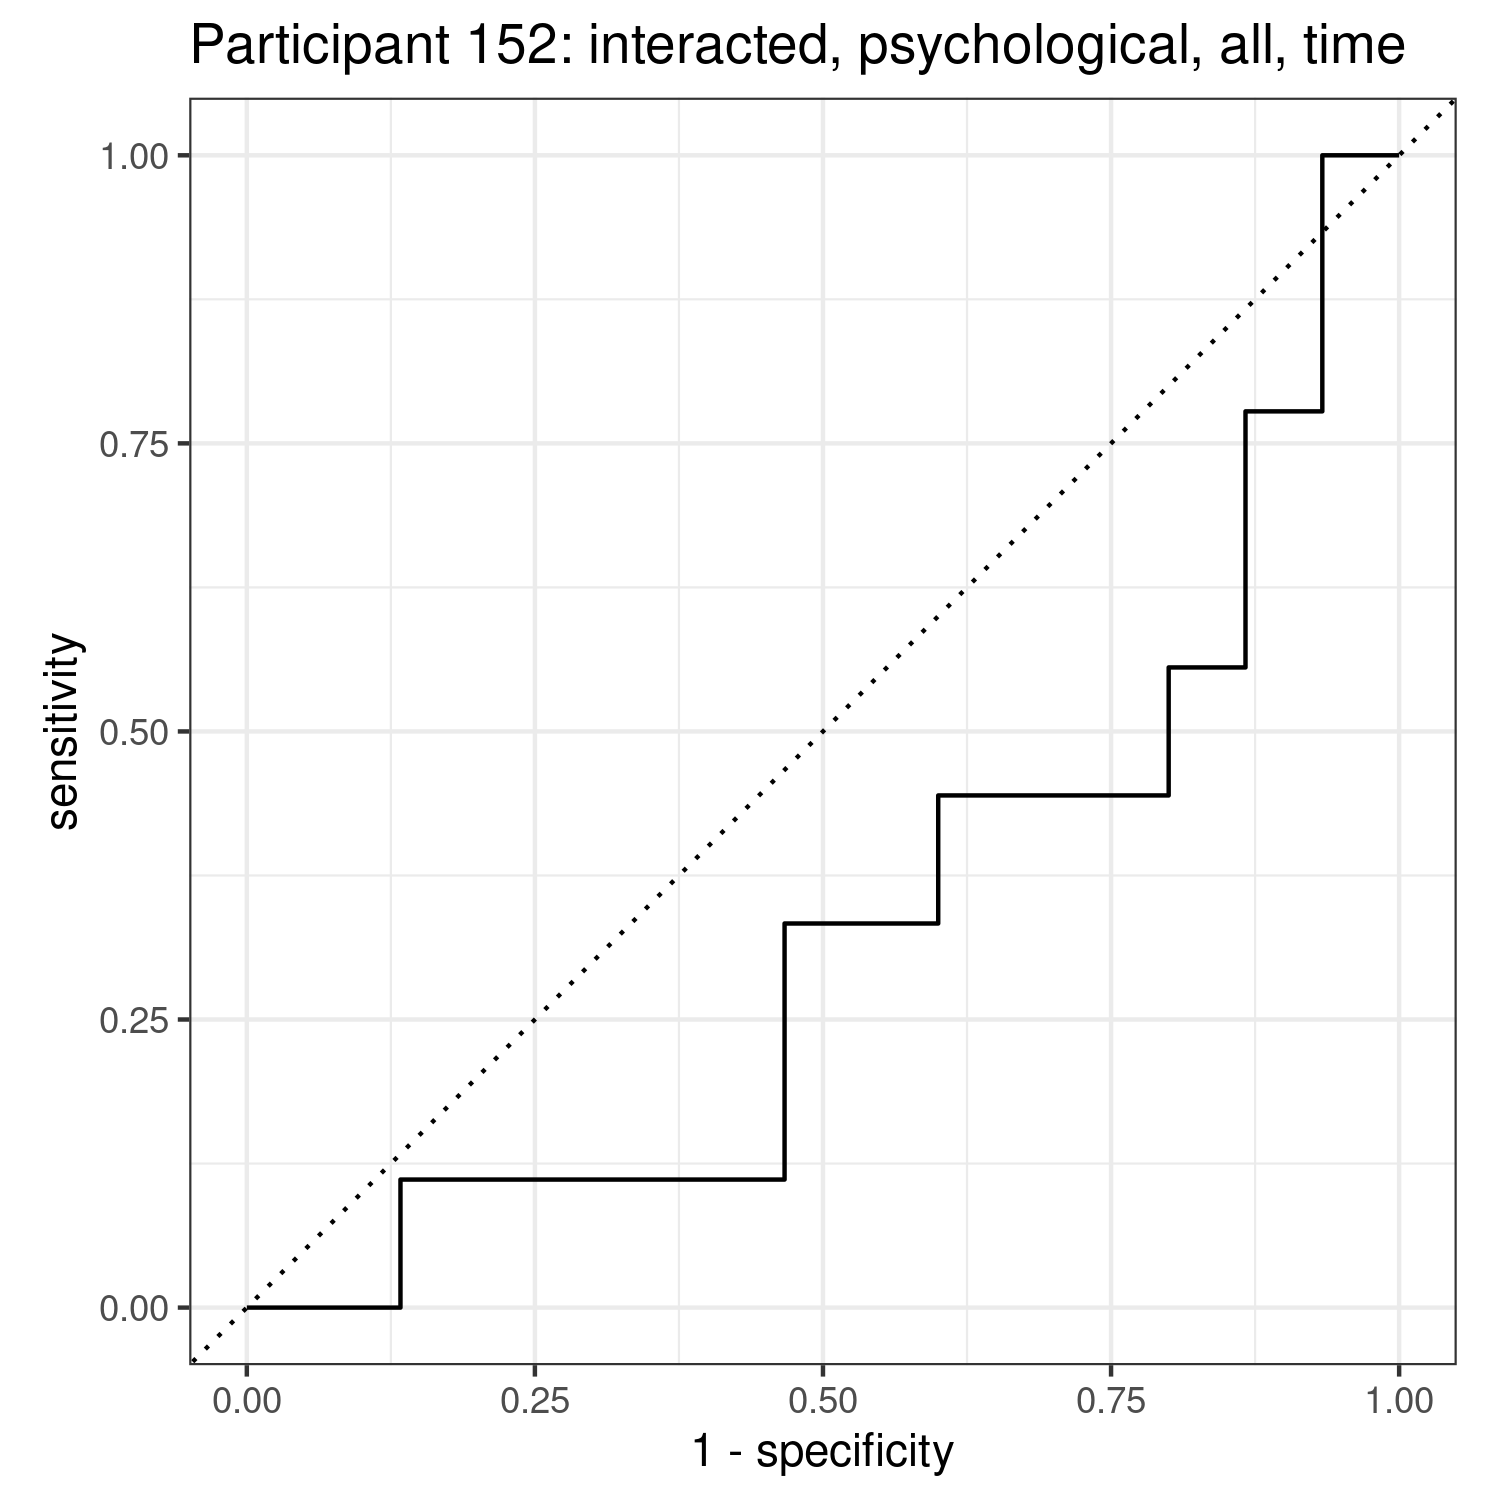 Participant 152: interacted, psychological, all, time
sensitivity
1.00
0.75
0.50
0.25
0.00
0.00 0.25 0.50 0.75 1.00
1 - specificity